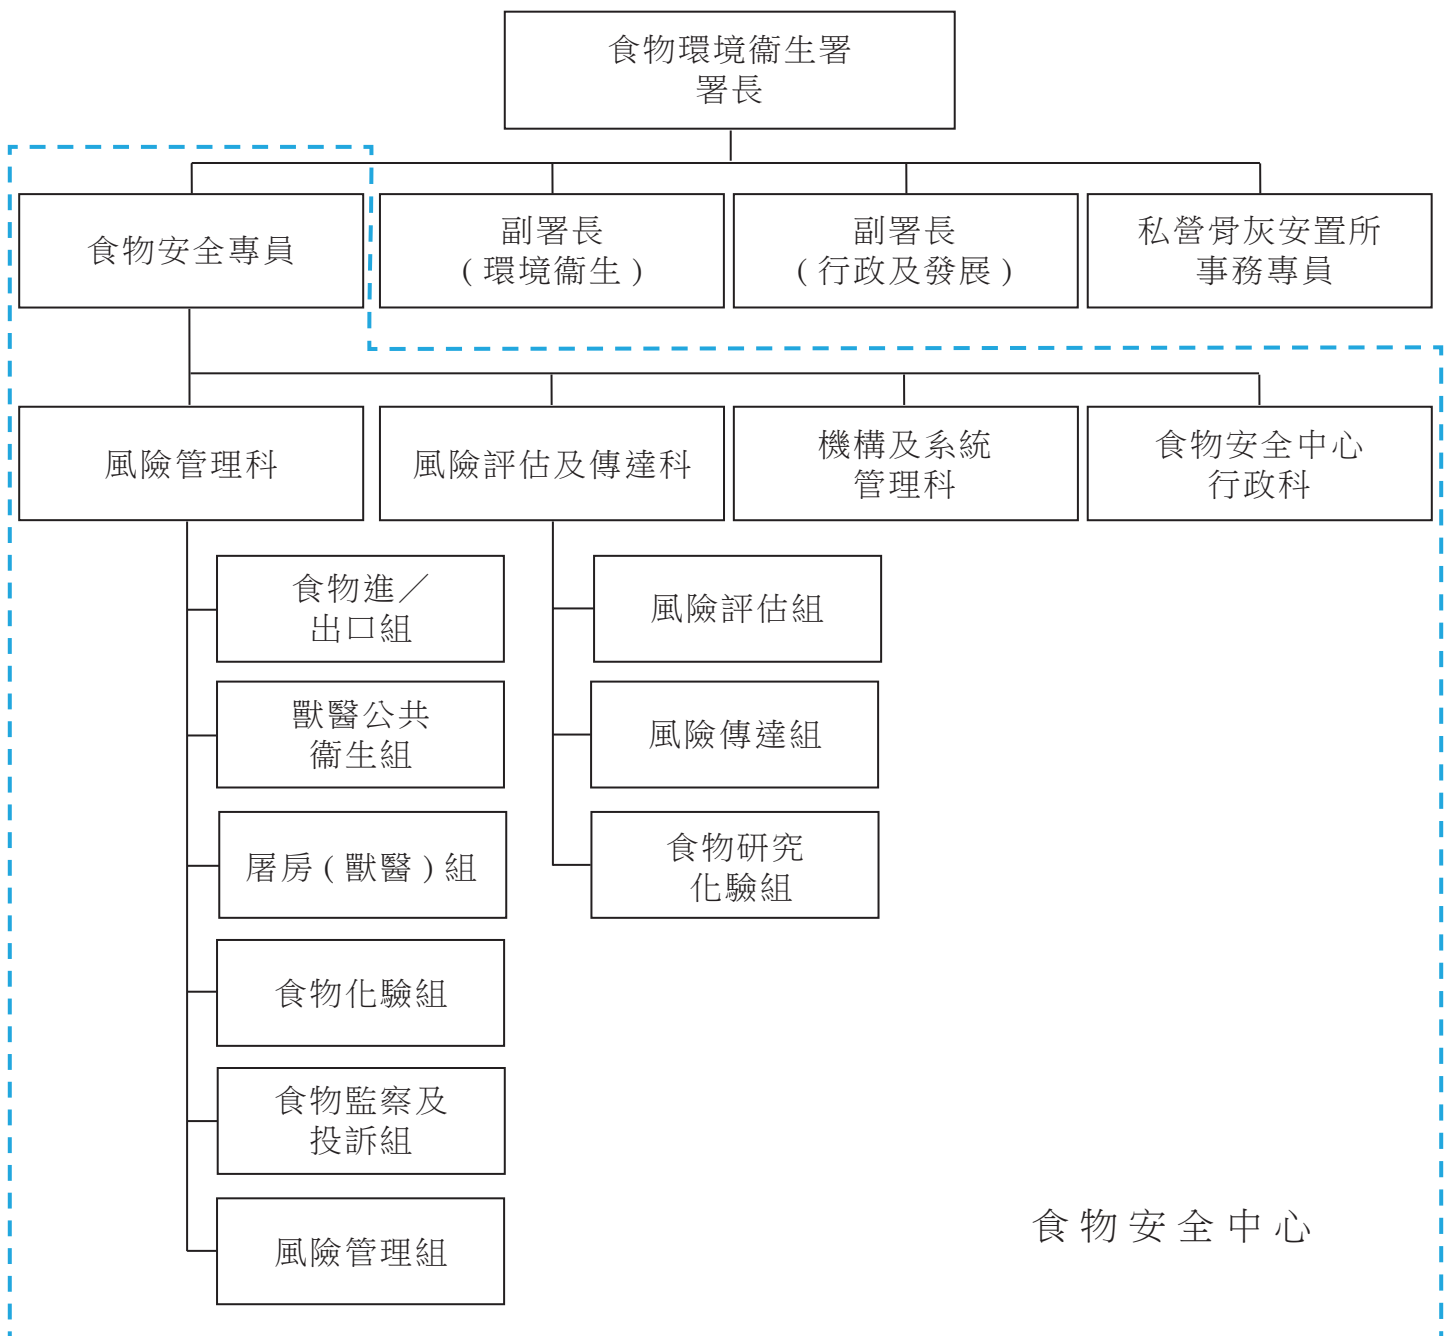 食物環境衞生署
署長
食物安全專員
副署長
(環境衞生)
副署長
(行政及發展)
私營骨灰安置所
事務專員
風險管理科
風險評估及傳達科
機構及系統
管理科
食物安全中心
行政科
食物進／
出口組
獸醫公共
衞生組
屠房(獸醫)組
食物化驗組
食物監察及
投訴組
風險管理組
風險評估組
風險傳達組
食物研究
化驗組
食物安全中心